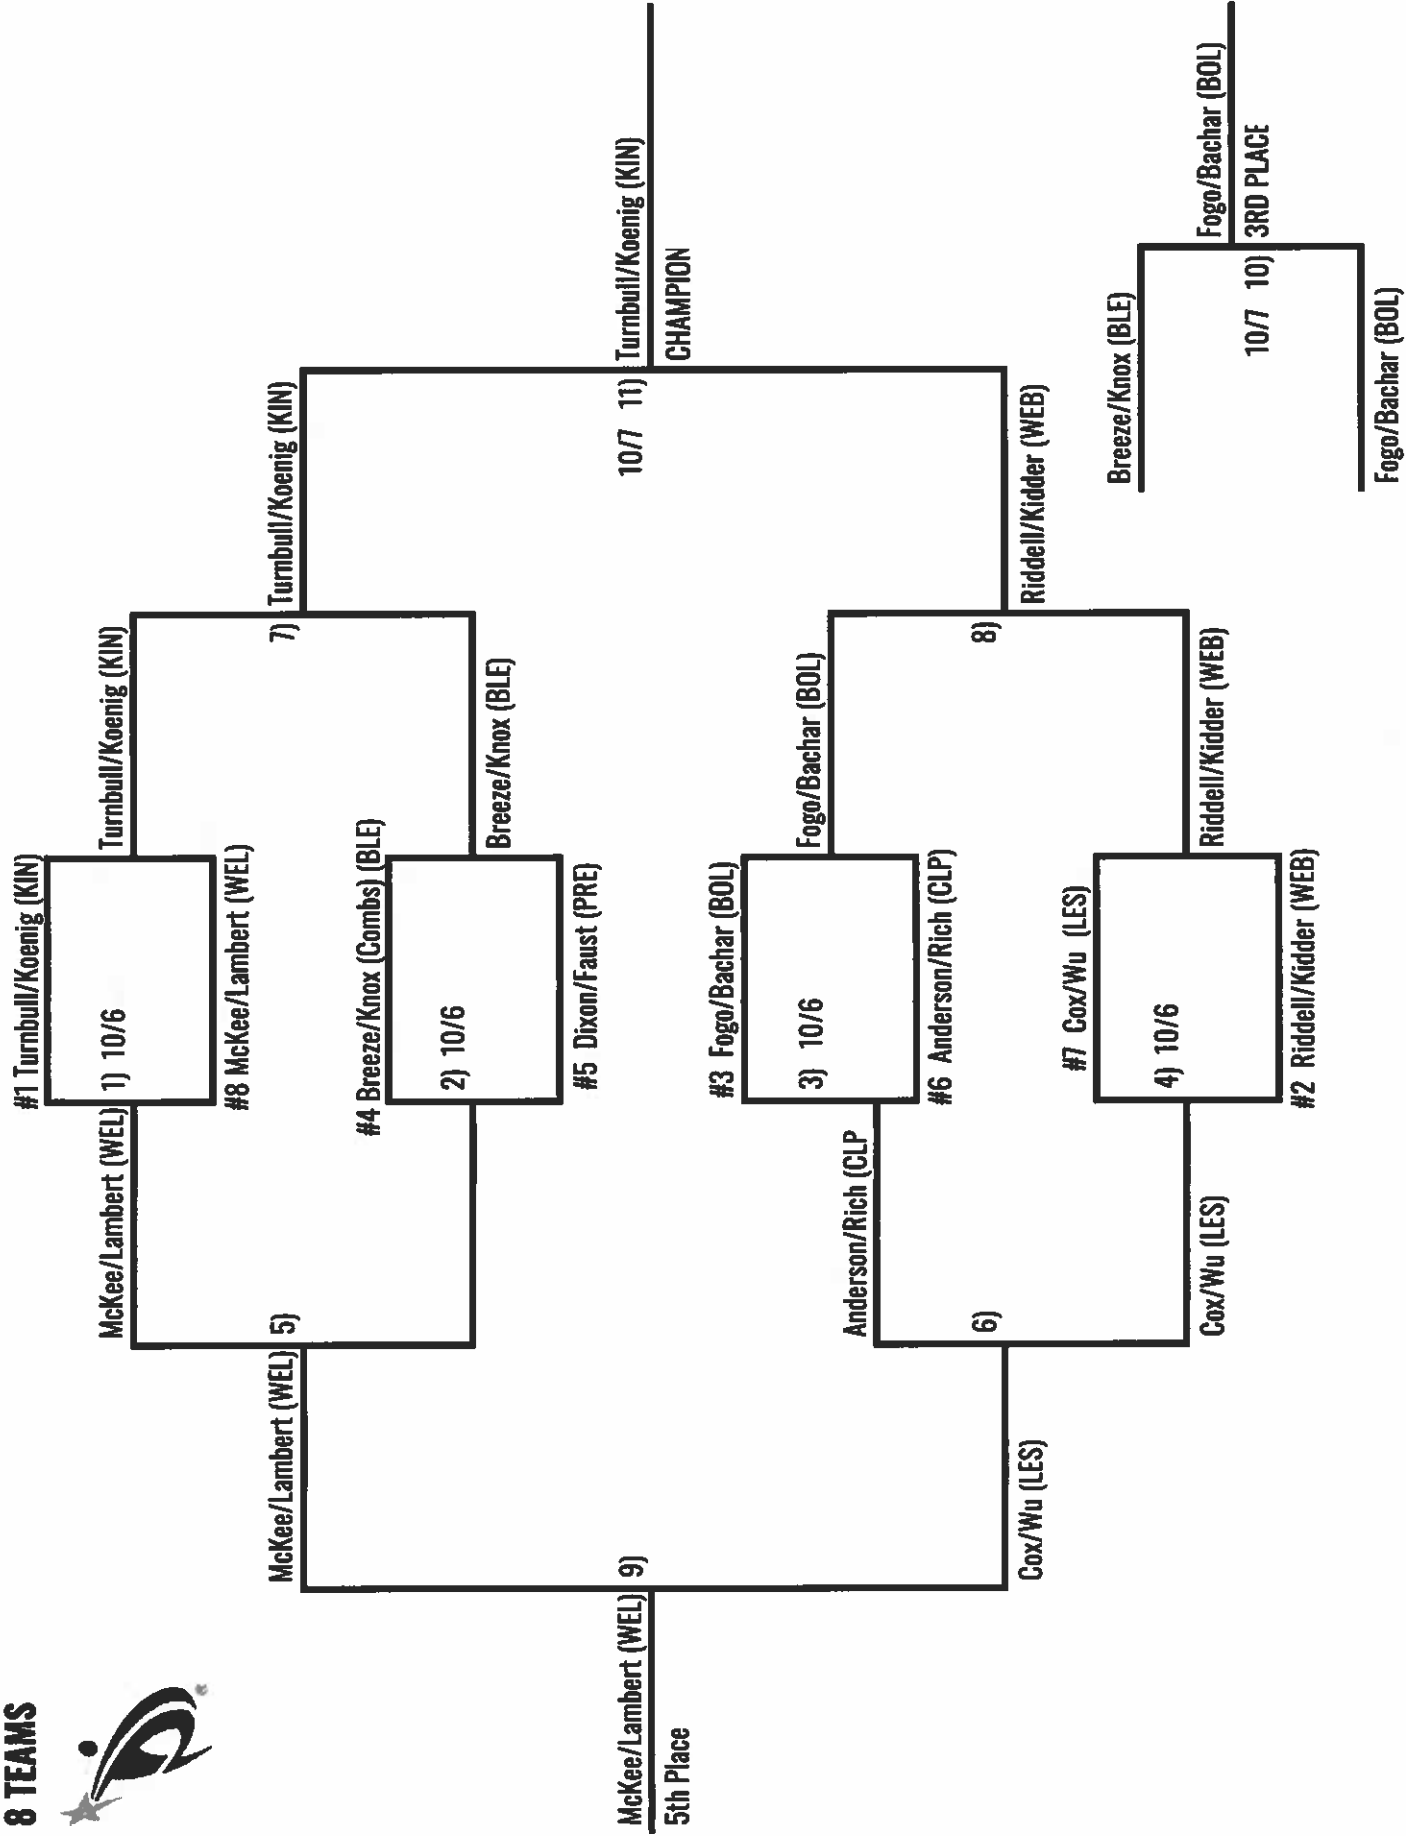 8 TEAMS
#1 Turnbull/Koenig (KIN)
1) 10/6
#8 McKee/Lambert (WEL)
#4 Breeze/Knox (Combs) (BLE)
2) 10/6
#5 Dixon/Faust (PRE)
#3 Fogo/Bachar (BOL)
3) 10/6
#6 Anderson/Rich (CLP)
#7 Cox/Wu (LES)
4) 10/6
#2 Riddell/Kidder (WEB)
McKee/Lambert (WEL)
5)
Anderson/Rich (CLP
6)
Cox/Wu (LES)
McKee/Lambert (WEL)
9)
Cox/Wu (LES)
McKee/Lambert (WEL)
5th Place
Turnbull/Koenig (KIN)
7)
Breeze/Knox (BLE)
Fogo/Bachar (BOL)
8)
Riddell/Kidder (WEB)
Turnbull/Koenig (KIN)
10/7 11)
Riddell/Kidder (WEB)
Turnbull/Koenig (KIN)
CHAMPION
Breeze/Knox (BLE)
10/7 10)
Fogo/Bachar (BOL)
Fogo/Bachar (BOL)
3RD PLACE